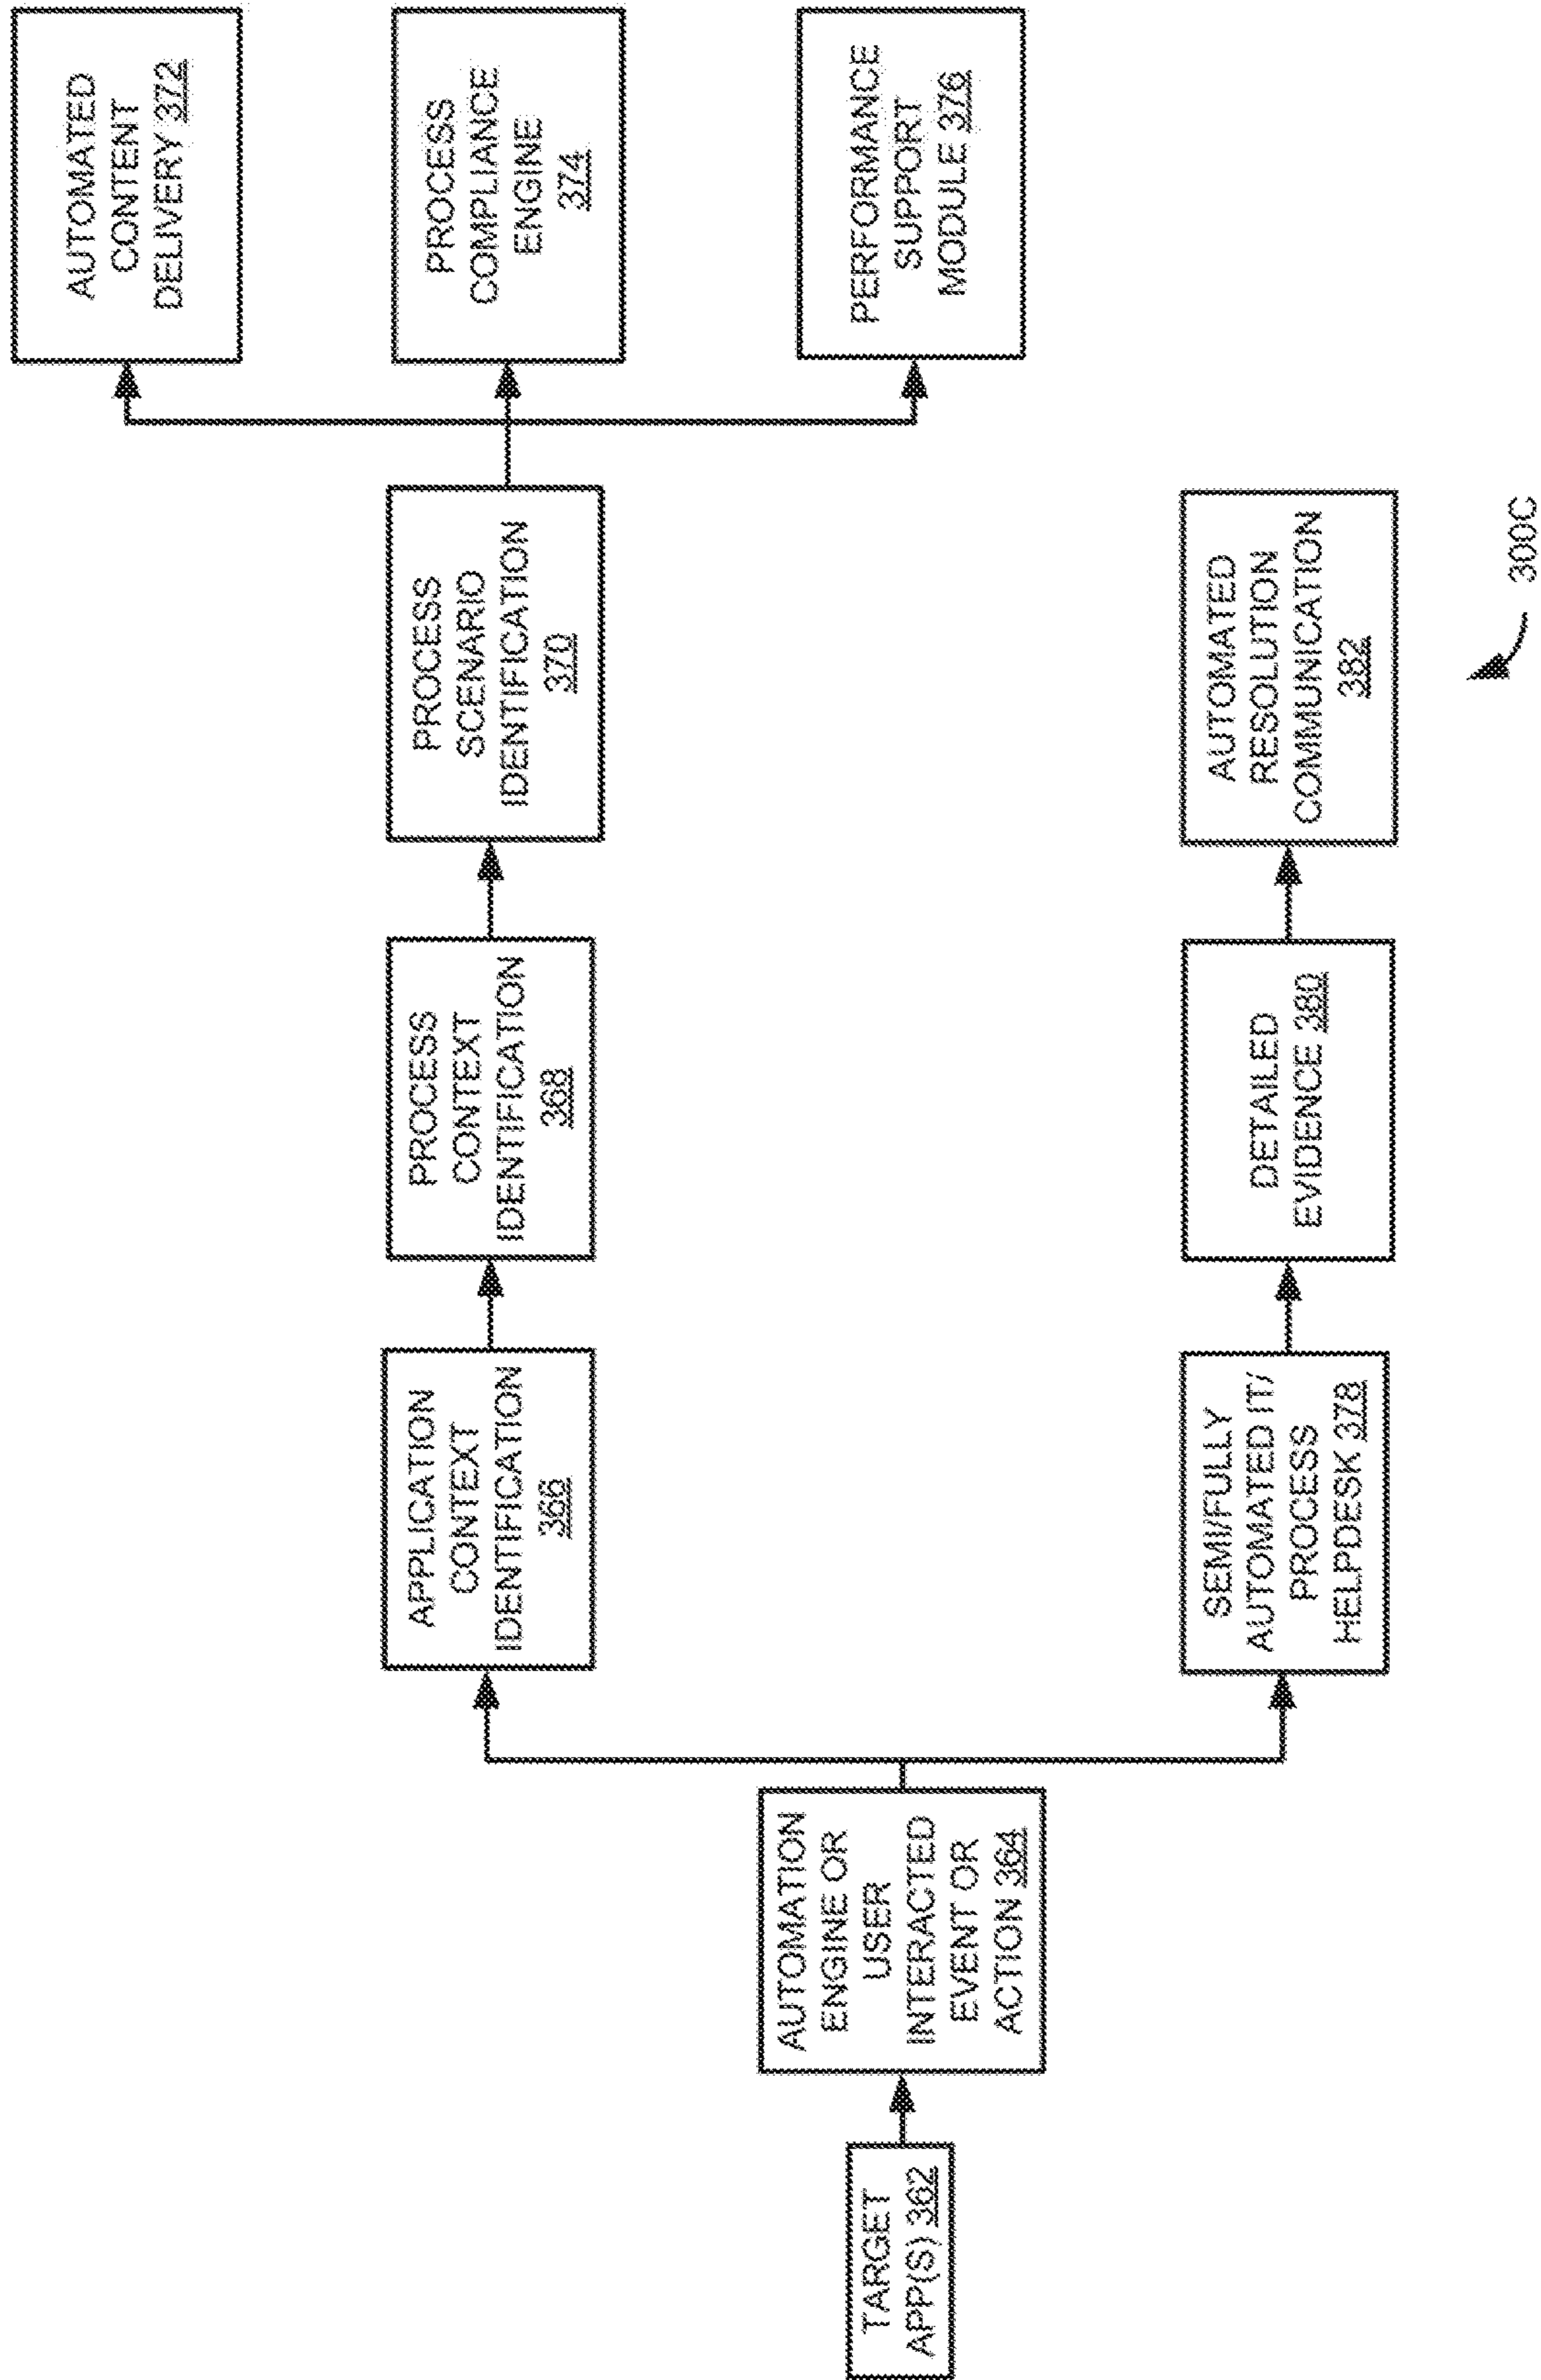 TARGET
APP(S) 362
AUTOMATION
ENGINE OR
USER
INTERACTED
EVENT OR
ACTION 364
APPLICATION
CONTEXT
IDENTIFICATION
366
PROCESS
CONTEXT
IDENTIFICATION
368
PROCESS
SCENARIO
IDENTIFICATION
370
AUTOMATED
CONTENT
DELIVERY 372
PROCESS
COMPLIANCE
ENGINE
374
PERFORMANCE
SUPPORT
MODULE 376
SEMI/FULLY
AUTOMATED IT/
PROCESS
HELPDESK 378
DETAILED
EVIDENCE 380
AUTOMATED
RESOLUTION
COMMUNICATION
382
300C